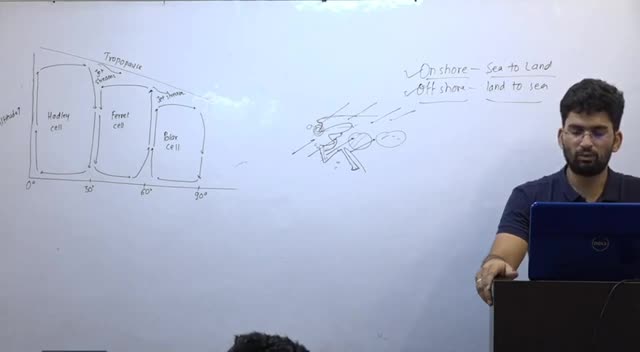 Tropopause
Jet
Stream
Jet Stream
Hadley
cell
Ferrel
cell
Polar
cell
0°
30°
60°
90°
On shore – Sea to Land
Off shore – land to sea
DELL